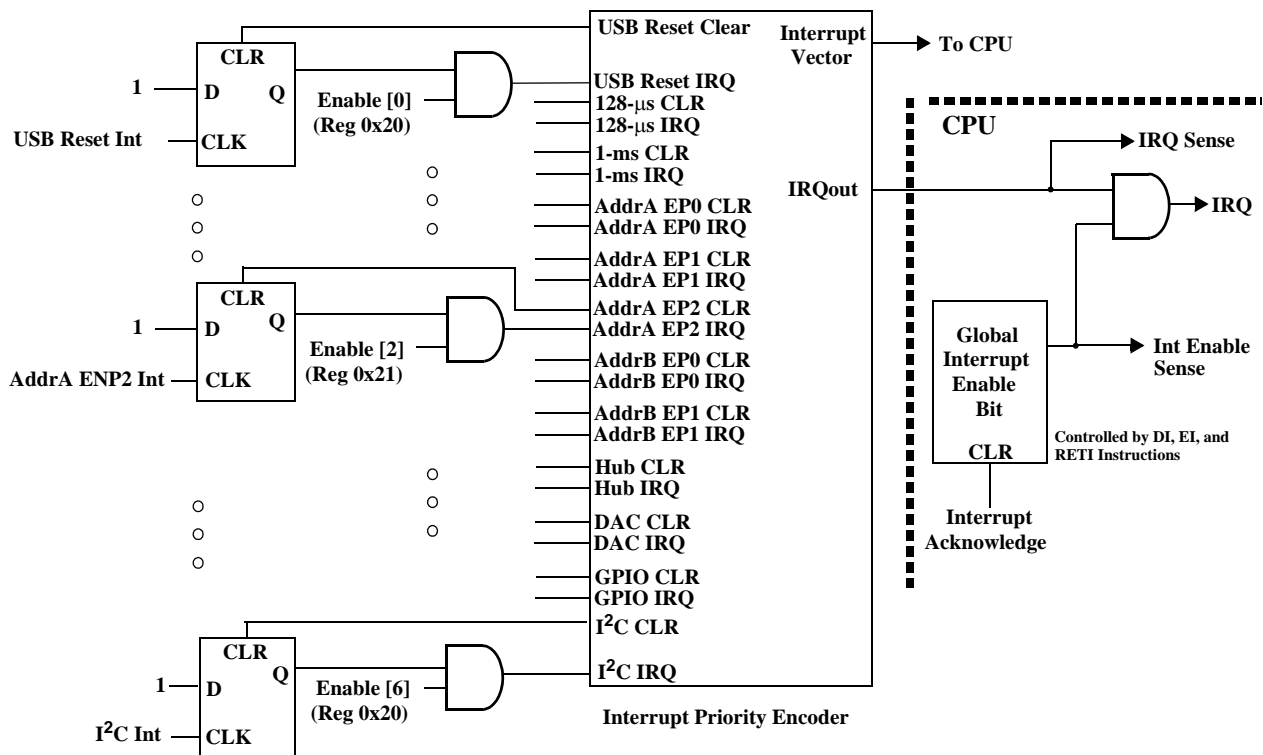 CLR
1
D
Q
USB Reset Int
CLK
Enable [0]
(Reg 0x20)
CLR
1
D
Q
AddrA ENP2 Int
CLK
Enable [2]
(Reg 0x21)
CLR
1
D
Q
I²C Int
CLK
Enable [6]
(Reg 0x20)
USB Reset Clear
USB Reset IRQ
128-μs CLR
128-μs IRQ
1-ms CLR
1-ms IRQ
AddrA EP0 CLR
AddrA EP0 IRQ
AddrA EP1 CLR
AddrA EP1 IRQ
AddrA EP2 CLR
AddrA EP2 IRQ
AddrB EP0 CLR
AddrB EP0 IRQ
AddrB EP1 CLR
AddrB EP1 IRQ
Hub CLR
Hub IRQ
DAC CLR
DAC IRQ
GPIO CLR
GPIO IRQ
I²C CLR
I²C IRQ
Interrupt
Vector
IRQout
Interrupt Priority Encoder
To CPU
CPU
IRQ Sense
IRQ
Global
Interrupt
Enable
Bit
CLR
Int Enable
Sense
Controlled by DI, EI, and
RETI Instructions
Interrupt
Acknowledge